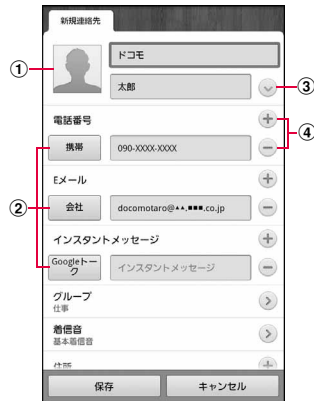 新規連絡先
①
ドコモ
太郎
③
電話番号
④
携帯
090-XXXX-XXX
Eメール
②
会社
docomotaro@▲▲.■■■.co.jp
インスタントメッセージ
Googleトー
ク
インスタントメッセージ
グループ
仕事
着信音
基本着信音
住所
保存
キャンセル